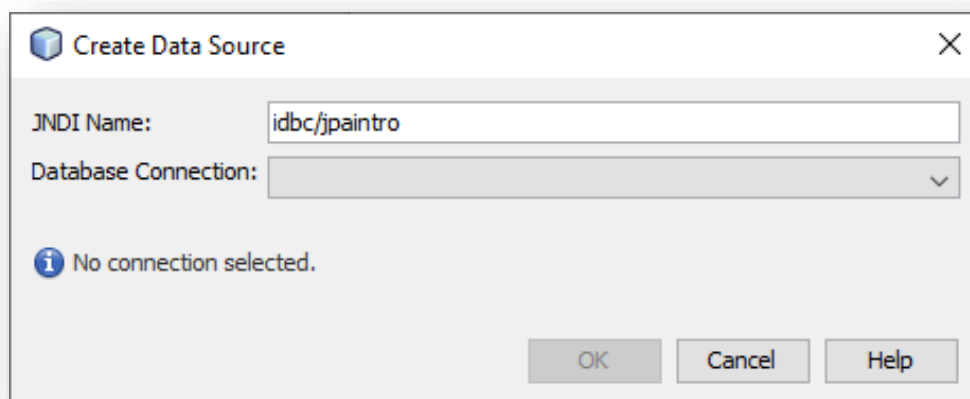 Create Data Source
JNDI Name: idbc/jpaintro
Database Connection:
No connection selected.
OK Cancel Help